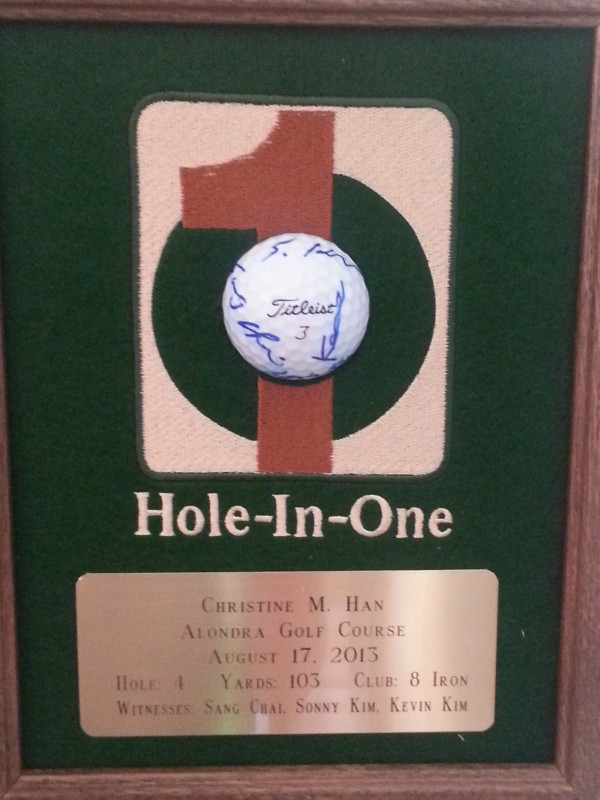 1
Titleist
3
Hole-In-One
CHRISTINE M. HAN
ALONDRA GOLF COURSE
AUGUST 17, 2013
HOLE: 4 YARDS: 103 CLUB: 8 IRON
WITNESSES: SANG CHAI, SONNY KIM, KEVIN KIM